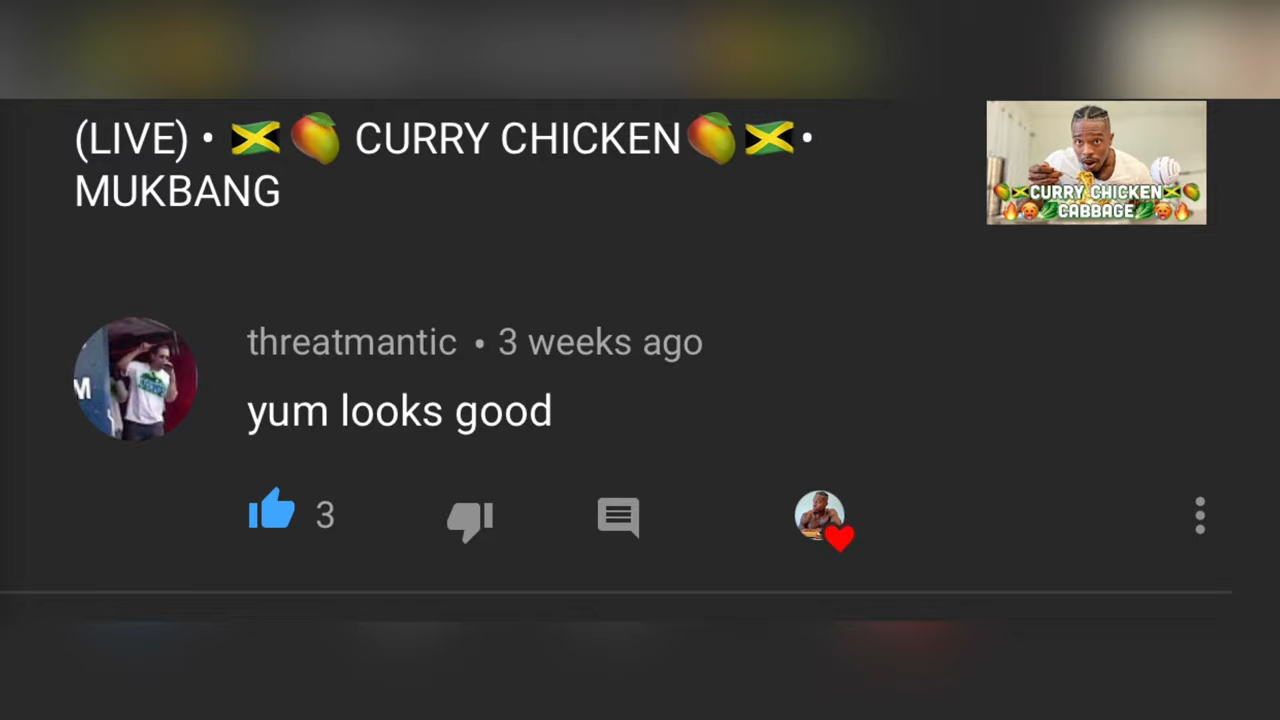 (LIVE) • 🇯🇲 🥭 CURRY CHICKEN🥭 🇯🇲 •
MUKBANG
🥭🇯🇲CURRY CHICKEN🇯🇲🥭
🔥🥵🥬CABBAGE🥬🥵🔥
threatmantic • 3 weeks ago
M
yum looks good
3